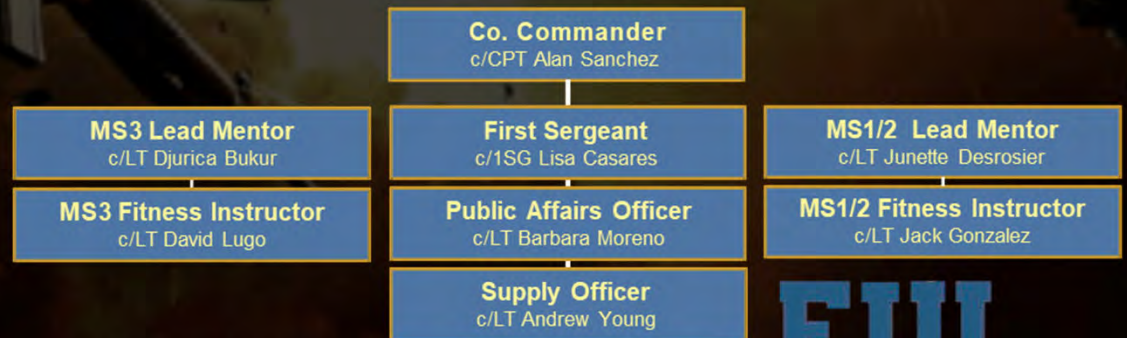 Co. Commander
c/CPT Alan Sanchez
MS3 Lead Mentor
c/LT Djurica Bukur
First Sergeant
c/1SG Lisa Casares
MS1/2 Lead Mentor
c/LT Junette Desrosier
MS3 Fitness Instructor
c/LT David Lugo
Public Affairs Officer
c/LT Barbara Moreno
MS1/2 Fitness Instructor
c/LT Jack Gonzalez
Supply Officer
c/LT Andrew Young
FIU